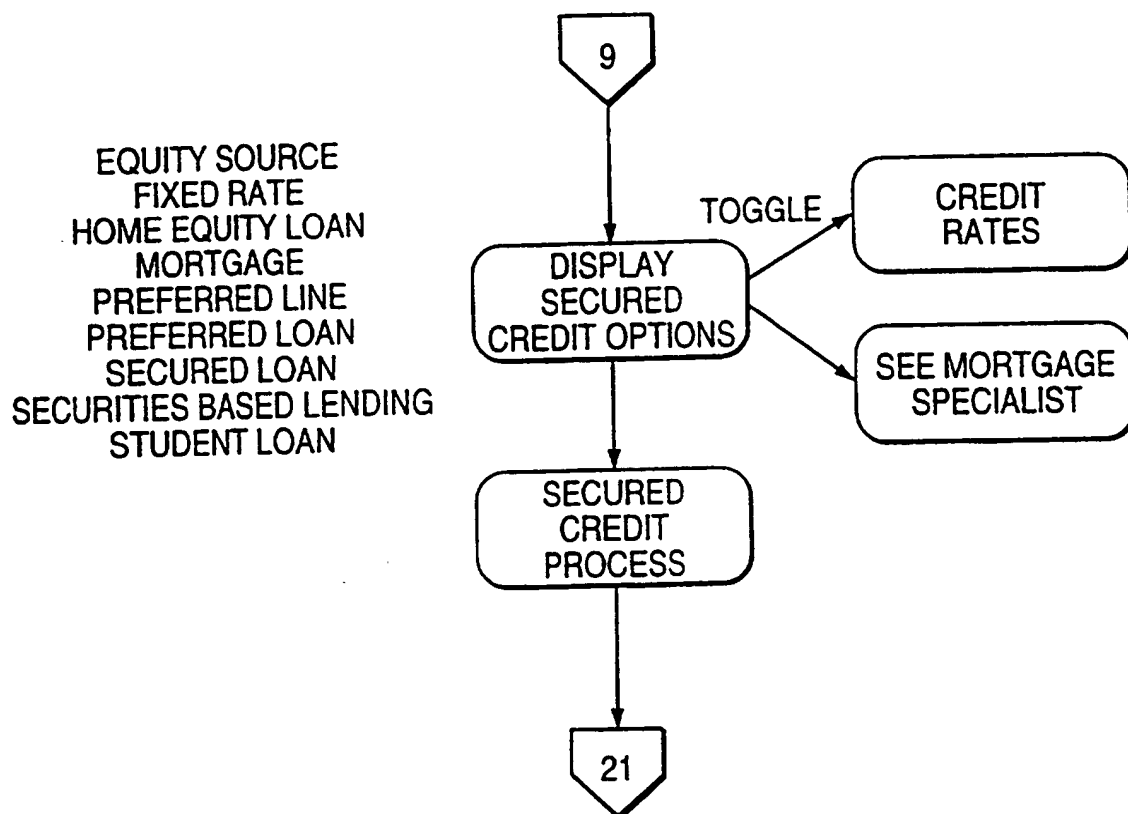 9
EQUITY SOURCE
FIXED RATE
HOME EQUITY LOAN
MORTGAGE
PREFERRED LINE
PREFERRED LOAN
SECURED LOAN
SECURITIES BASED LENDING
STUDENT LOAN
TOGGLE
CREDIT
RATES
DISPLAY
SECURED
CREDIT OPTIONS
SEE MORTGAGE
SPECIALIST
SECURED
CREDIT
PROCESS
21